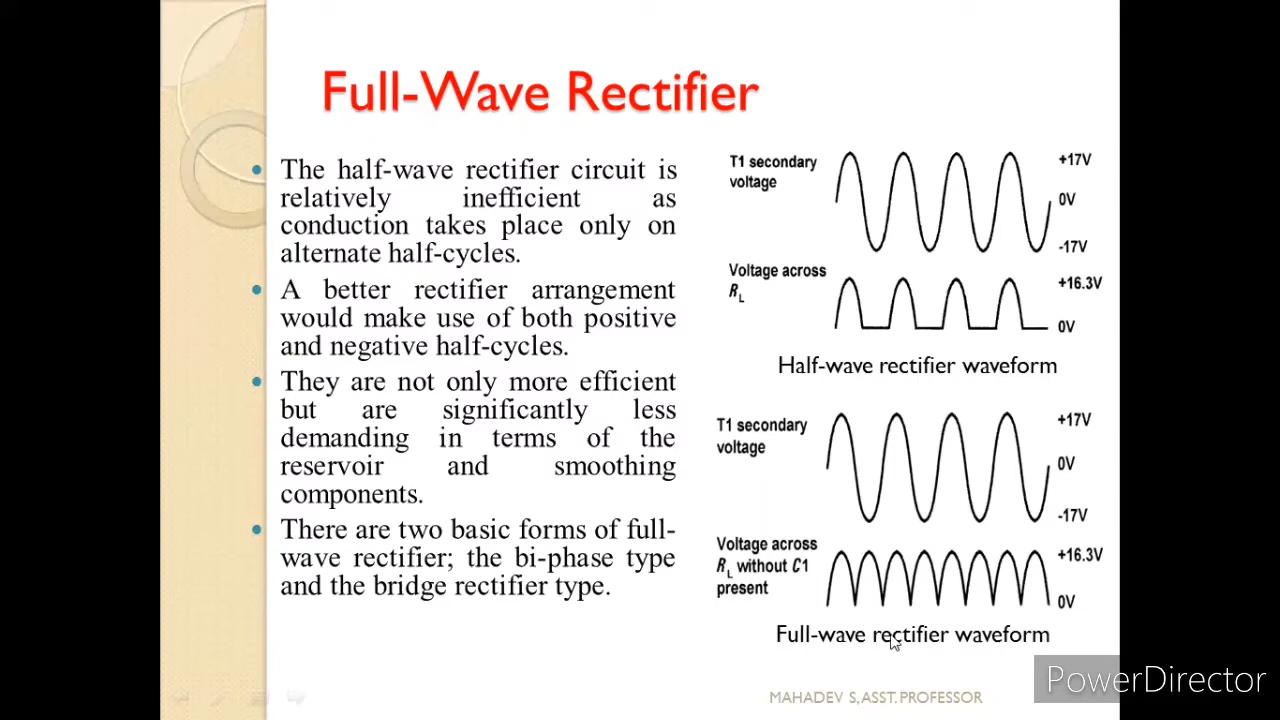 Full-Wave Rectifier
• The half-wave rectifier circuit is
relatively inefficient as
conduction takes place only on
alternate half-cycles.
• A better rectifier arrangement
would make use of both positive
and negative half-cycles.
• They are not only more efficient
but are significantly less
demanding in terms of the
reservoir and smoothing
components.
• There are two basic forms of full-
wave rectifier; the bi-phase type
and the bridge rectifier type.
T1 secondary
voltage
+17V
0V
-17V
Voltage across
RL
+16.3V
0V
Half-wave rectifier waveform
T1 secondary
voltage
+17V
0V
-17V
Voltage across
RL without C1
present
+16.3V
0V
Full-wave rectifier waveform
MAHADEV S, ASST. PROFESSOR
PowerDirector